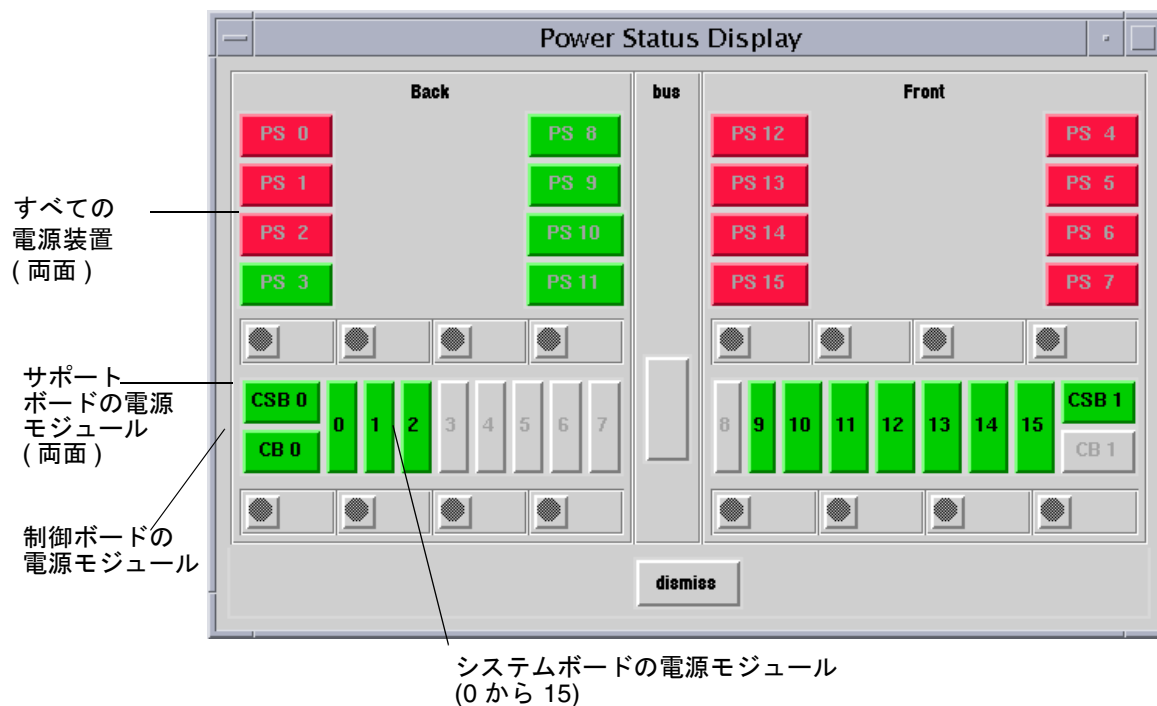 Power Status Display
Back
bus
Front
PS 0
PS 8
PS 12
PS 4
PS 1
PS 9
PS 13
PS 5
すべての
電源装置
( 両面 )
PS 2
PS 10
PS 14
PS 6
PS 3
PS 11
PS 15
PS 7
サポート
ボードの電源
モジュール
( 両面 )
CSB 0
CB 0
0 1 2 3 4 5 6 7
8 9 10 11 12 13 14 15
CSB 1
CB 1
制御ボードの
電源モジュール
dismiss
システムボードの電源モジュール
(0 から 15)